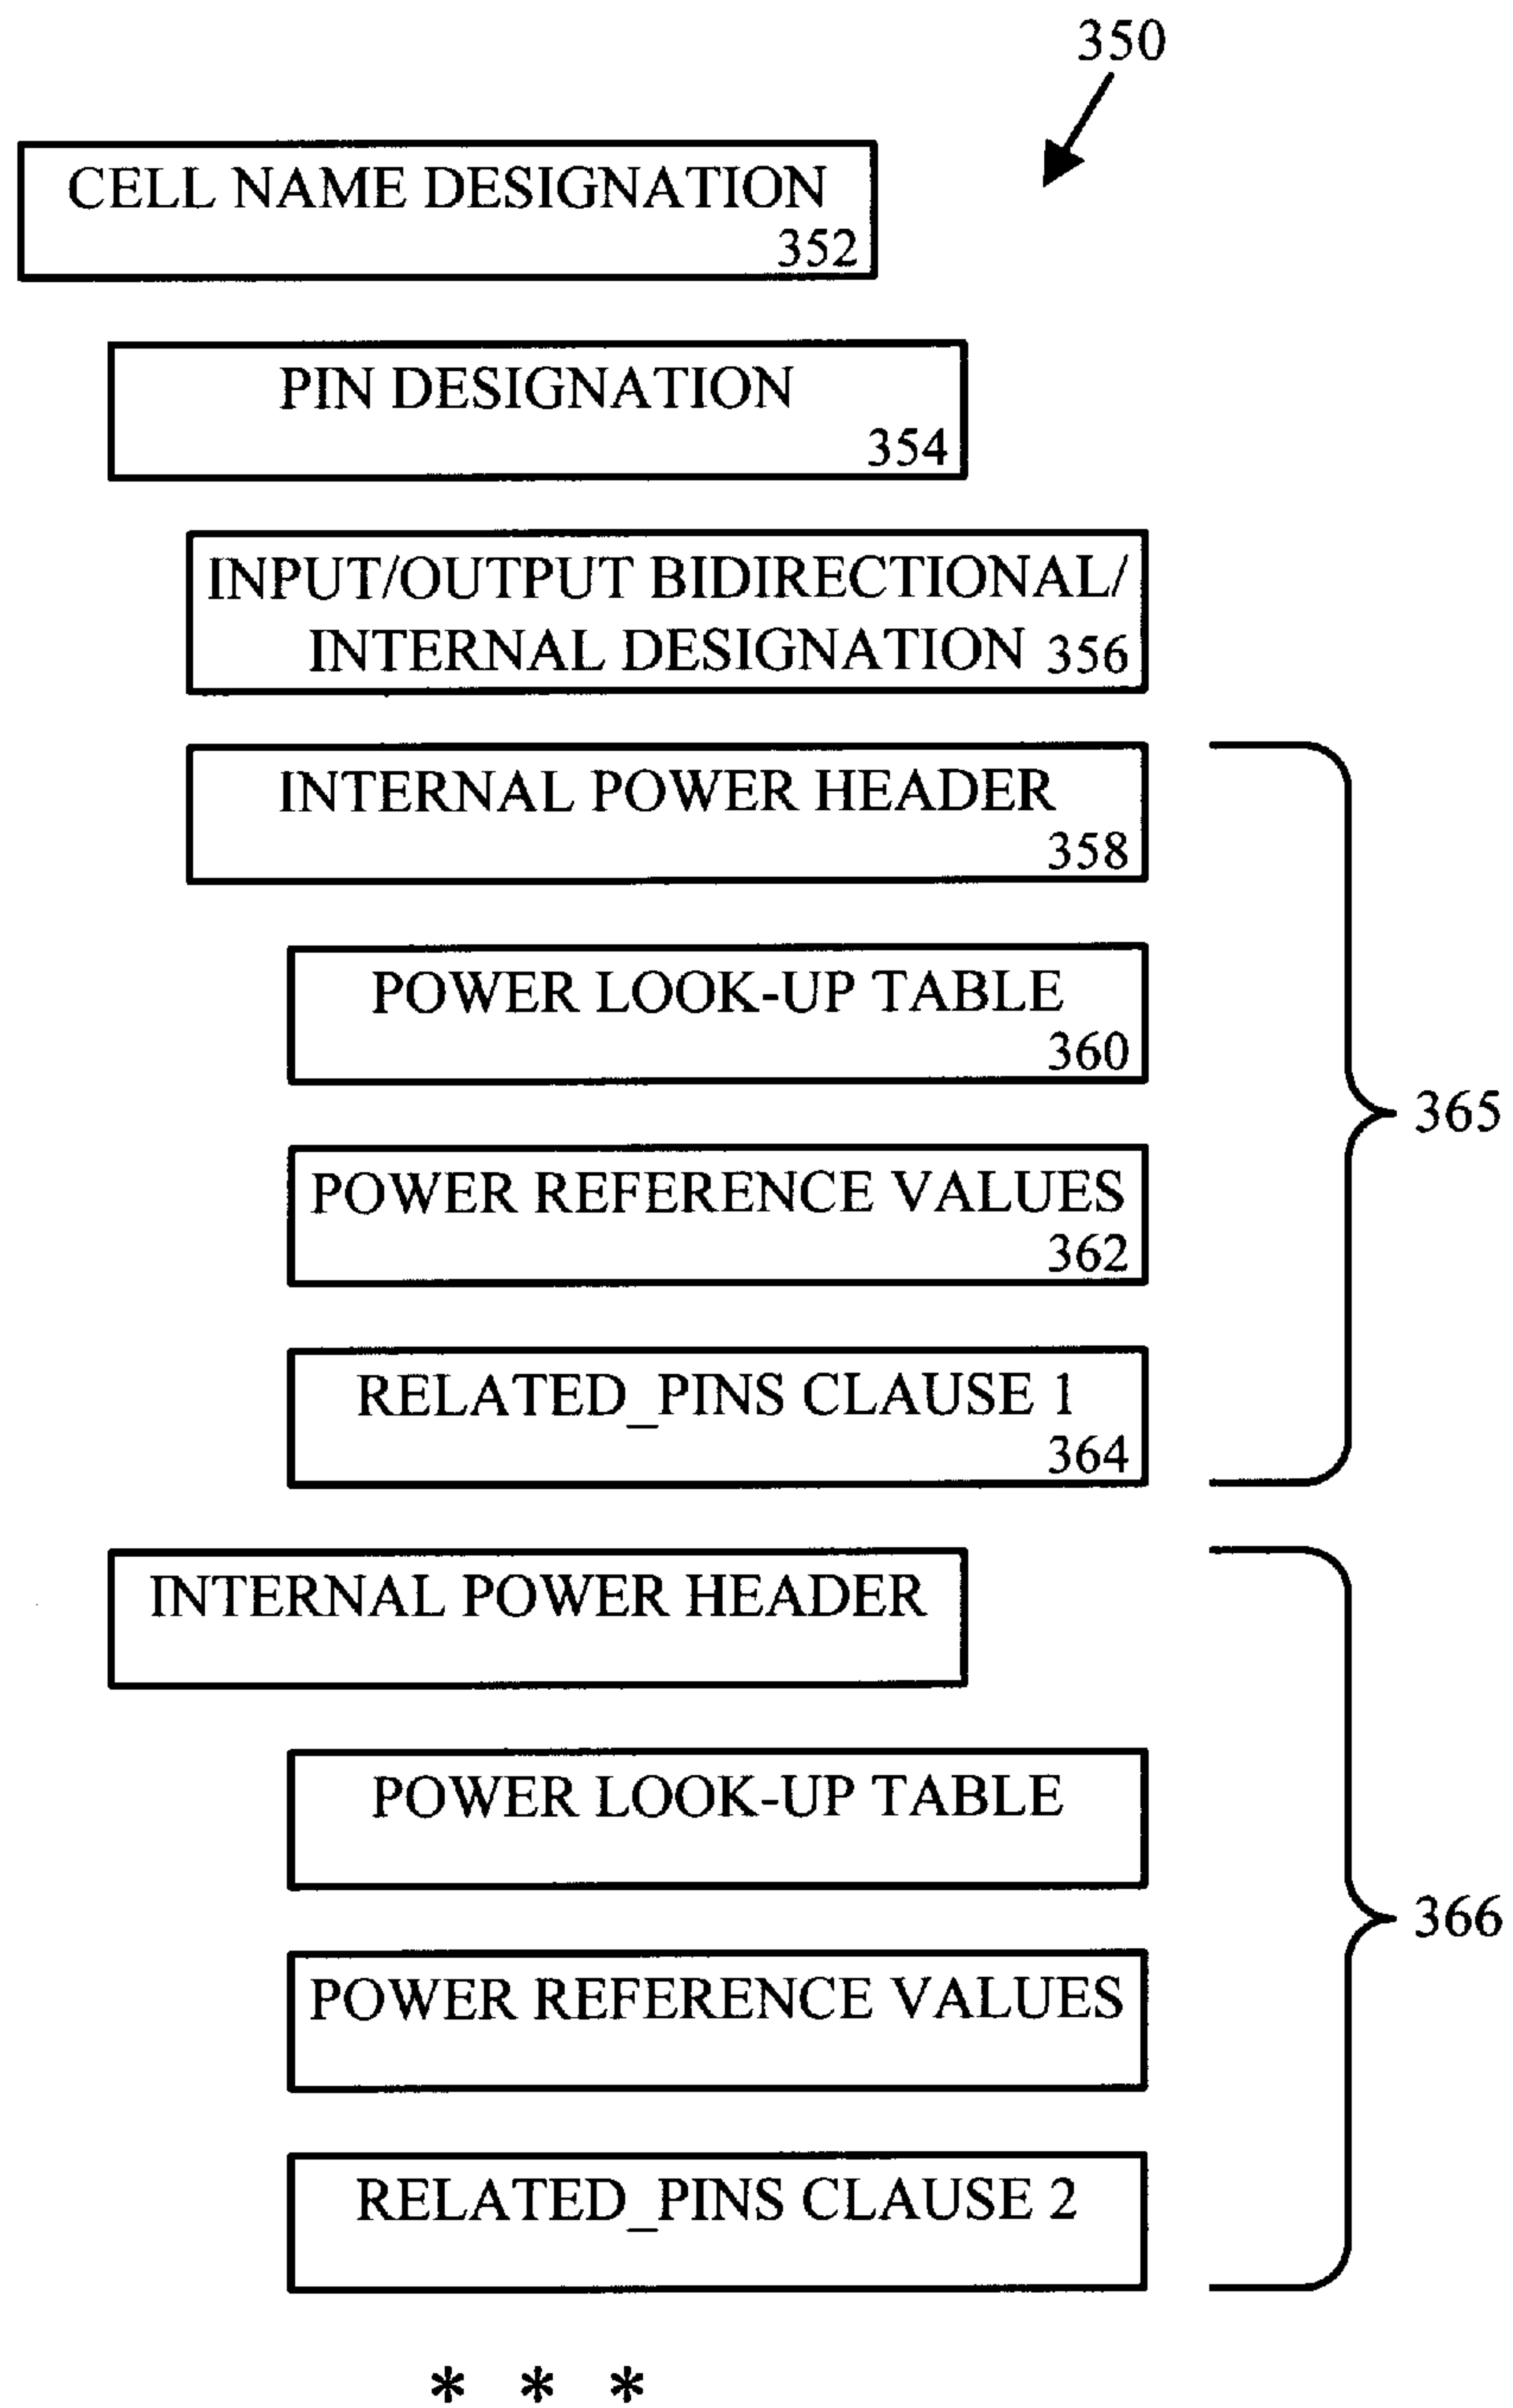 350
CELL NAME DESIGNATION
352
PIN DESIGNATION
354
INPUT/OUTPUT BIDIRECTIONAL/
INTERNAL DESIGNATION 356
INTERNAL POWER HEADER
358
POWER LOOK-UP TABLE
360
365
POWER REFERENCE VALUES
362
RELATED_PINS CLAUSE 1
364
INTERNAL POWER HEADER
POWER LOOK-UP TABLE
366
POWER REFERENCE VALUES
RELATED_PINS CLAUSE 2
* * *